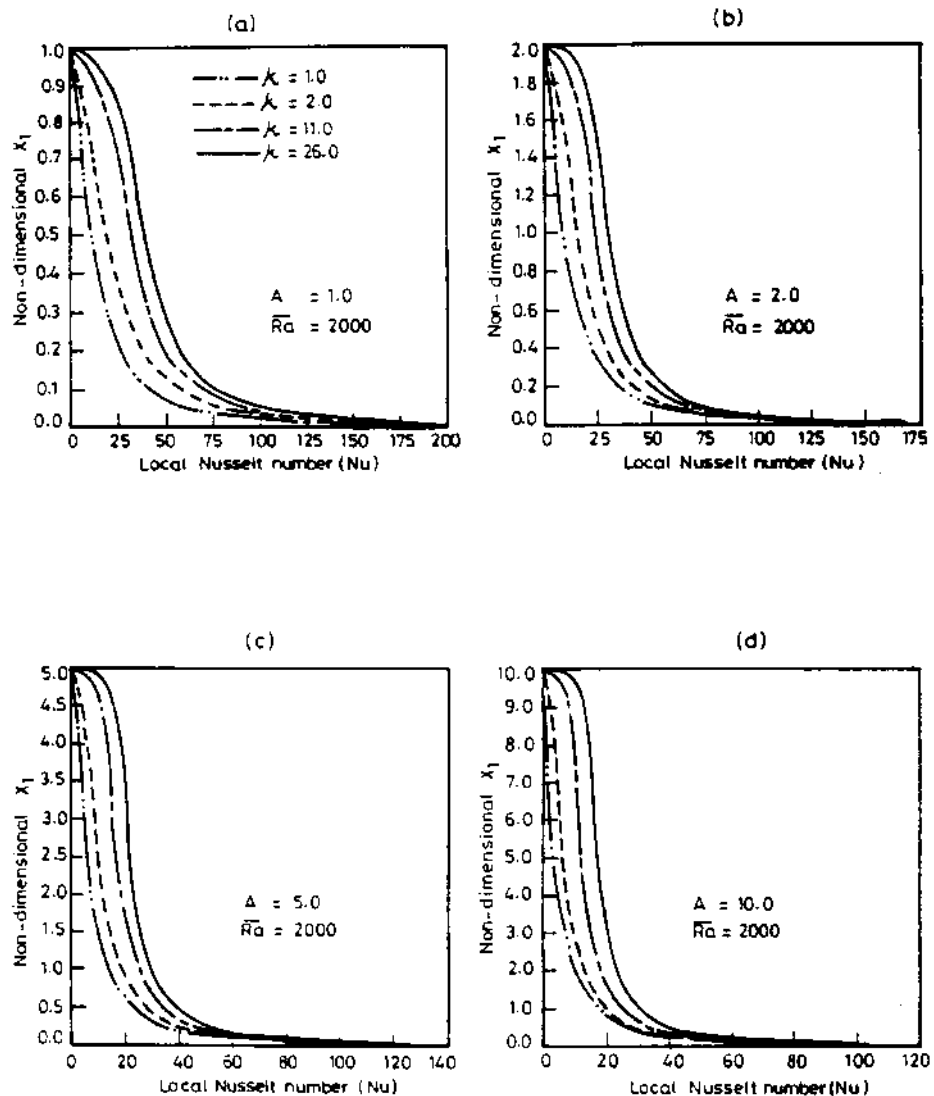 (a)
1.0
0.9
0.8
0.7
0.6
0.5
0.4
0.3
0.2
0.1
0.0
Non-dimensional X1
k = 1.0
k = 2.0
k = 11.0
k = 26.0
A = 1.0
Ra = 2000
0 25 50 75 100 125 150 175 200
Local Nusselt number (Nu)
(b)
2.0
1.8
1.6
1.4
1.2
1.0
0.8
0.6
0.4
0.2
0.0
Non-dimensional X1
A = 2.0
Ra = 2000
0 25 50 75 100 125 150 175
Local Nusselt number (Nu)
(c)
5.0
4.5
4.0
3.5
3.0
2.5
2.0
1.5
1.0
0.5
0.0
Non-dimensional X1
A = 5.0
Ra = 2000
0 20 40 60 80 100 120 140
Local Nusselt number (Nu)
(d)
10.0
9.0
8.0
7.0
6.0
5.0
4.0
3.0
2.0
1.0
0.0
Non-dimensional X1
A = 10.0
Ra = 2000
0 20 40 60 80 100 120
Local Nusselt number (Nu)